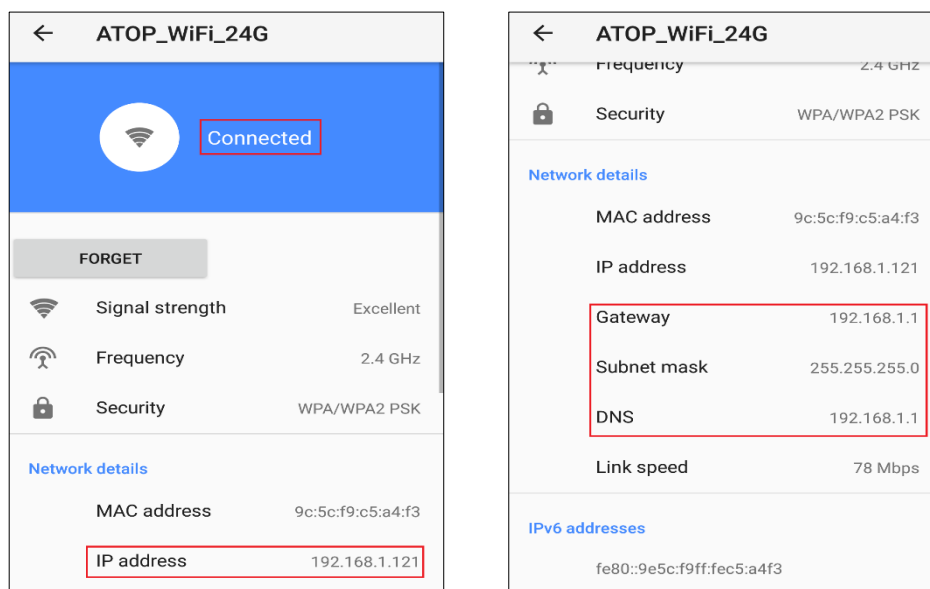 ATOP_WiFi_24G
Connected
FORGET
Signal strength Excellent
Frequency 2.4 GHz
Security WPA/WPA2 PSK
Network details
MAC address 9c:5c:f9:c5:a4:f3
IP address 192.168.1.121
ATOP_WiFi_24G
Frequency 2.4 GHz
Security WPA/WPA2 PSK
Network details
MAC address 9c:5c:f9:c5:a4:f3
IP address 192.168.1.121
Gateway 192.168.1.1
Subnet mask 255.255.255.0
DNS 192.168.1.1
Link speed 78 Mbps
IPv6 addresses
fe80::9e5c:f9ff:fec5:a4f3